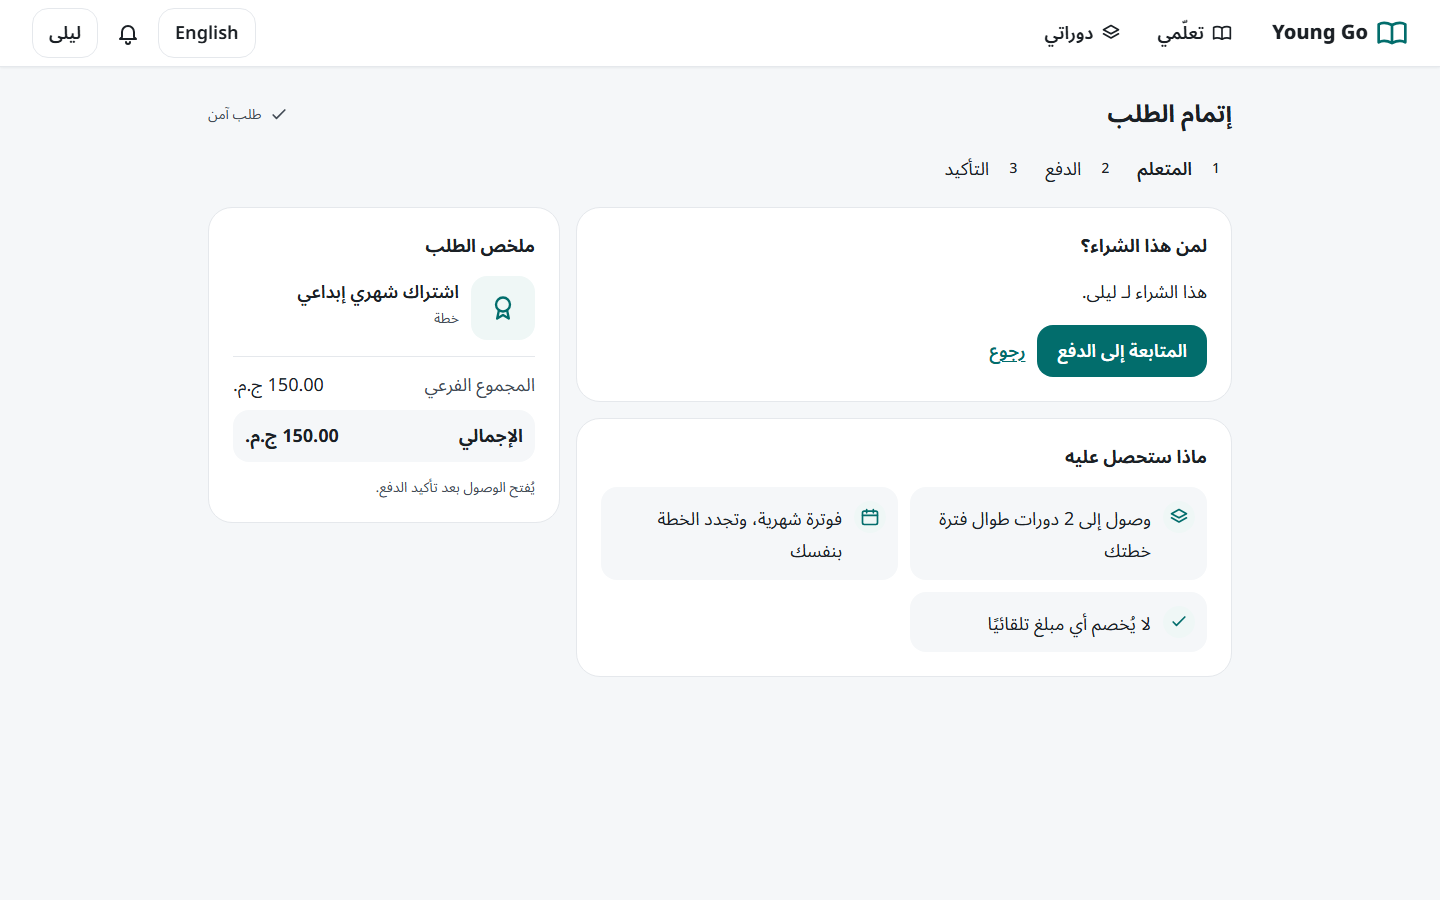 Young Go
تعلّمي
دوراتي
English
ليلى
إتمام الطلب
طلب آمن
1 المتعلم
2 الدفع
3 التأكيد
لمن هذا الشراء؟
هذا الشراء لـ ليلى.
المتابعة إلى الدفع
رجوع
ماذا ستحصل عليه
وصول إلى 2 دورات طوال فترة
خطتك
فوترة شهرية، وتجدد الخطة
بنفسك
لا يُخصم أي مبلغ تلقائيًا
ملخص الطلب
اشتراك شهري إبداعي
خطة
المجموع الفرعي 150.00 ج.م.
الإجمالي 150.00 ج.م.
يُفتح الوصول بعد تأكيد الدفع.